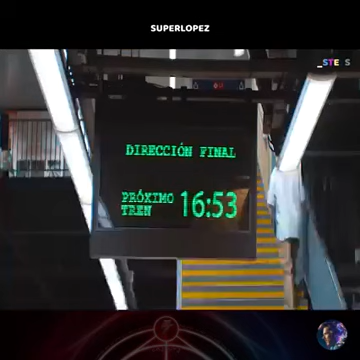 SUPERLOPEZ
DIRECCIÓN FINAL
PRÓXIMO
TREN 16:53